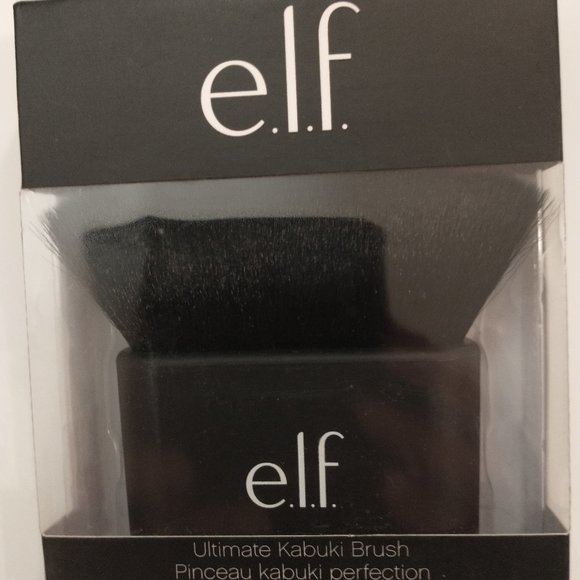 e.l.f.
e.l.f.
Ultimate Kabuki Brush
Pinceau kabuki perfection